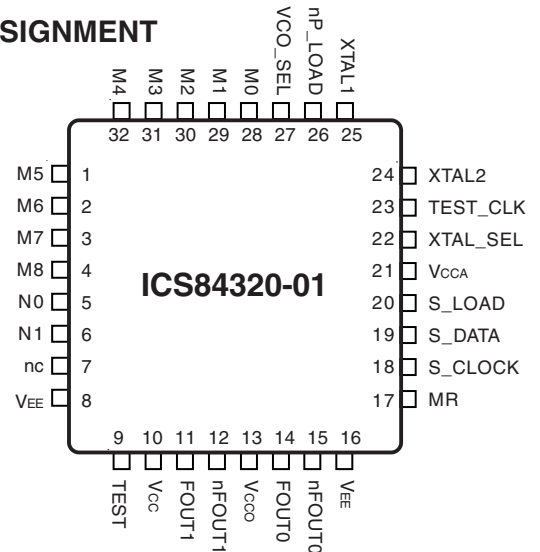 SIGNMENT
M4 M3 M2 M1 M0 VCO_SEL nP_LOAD XTAL1
32 31 30 29 28 27 26 25
M5 1
M6 2
M7 3
M8 4
N0 5
N1 6
nc 7
VEE 8
ICS84320-01
24 XTAL2
23 TEST_CLK
22 XTAL_SEL
21 VCCA
20 S_LOAD
19 S_DATA
18 S_CLOCK
17 MR
9 10 11 12 13 14 15 16
TEST VCC FOUT1 nFOUT1 VCCO FOUT0 nFOUT0 VEE